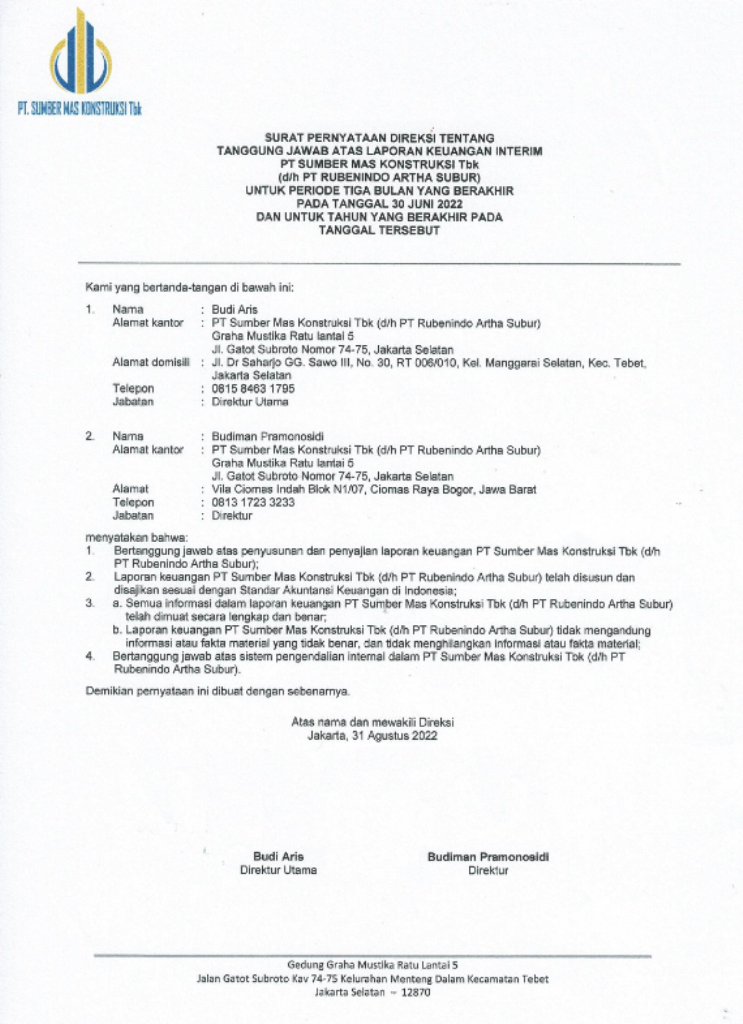 PT. SUMBER MAS KONSTRUKSI Tbk
SURAT PERNYATAAN DIREKSI TENTANG
TANGGUNG JAWAB ATAS LAPORAN KEUANGAN INTERIM
PT SUMBER MAS KONSTRUKSI Tbk
(d/h PT RUBENINDO ARTHA SUBUR)
UNTUK PERIODE TIGA BULAN YANG BERAKHIR
PADA TANGGAL 30 JUNI 2022
DAN UNTUK TAHUN YANG BERAKHIR PADA
TANGGAL TERSEBUT
Kami yang bertanda-tangan di bawah ini:
1. Nama : Budi Aris
Alamat kantor : PT Sumber Mas Konstruksi Tbk (d/h PT Rubenindo Artha Subur)
Graha Mustika Ratu lantai 5
Jl. Gatot Subroto Nomor 74-75, Jakarta Selatan
Alamat domisili : Jl. Dr Saharjo GG. Sawo III, No. 30, RT 006/010, Kel. Manggarai Selatan, Kec. Tebet,
Jakarta Selatan
Telepon : 0815 8463 1795
Jabatan : Direktur Utama
2. Nama : Budiman Pramonosidi
Alamat kantor : PT Sumber Mas Konstruksi Tbk (d/h PT Rubenindo Artha Subur)
Graha Mustika Ratu lantai 5
Jl. Gatot Subroto Nomor 74-75, Jakarta Selatan
Alamat : Vila Ciomas Indah Blok N1/07, Ciomas Raya Bogor, Jawa Barat
Telepon : 0813 1723 3233
Jabatan : Direktur
menyatakan bahwa:
1. Bertanggung jawab atas penyusunan dan penyajian laporan keuangan PT Sumber Mas Konstruksi Tbk (d/h
PT Rubenindo Artha Subur);
2. Laporan keuangan PT Sumber Mas Konstruksi Tbk (d/h PT Rubenindo Artha Subur) telah disusun dan
disajikan sesuai dengan Standar Akuntansi Keuangan di Indonesia;
3. a. Semua informasi dalam laporan keuangan PT Sumber Mas Konstruksi Tbk (d/h PT Rubenindo Artha Subur)
telah dimuat secara lengkap dan benar;
b. Laporan keuangan PT Sumber Mas Konstruksi Tbk (d/h PT Rubenindo Artha Subur) tidak mengandung
informasi atau fakta material yang tidak benar, dan tidak menghilangkan informasi atau fakta material;
4. Bertanggung jawab atas sistem pengendalian internal dalam PT Sumber Mas Konstruksi Tbk (d/h PT
Rubenindo Artha Subur).
Demikian pernyataan ini dibuat dengan sebenarnya.
Atas nama dan mewakili Direksi
Jakarta, 31 Agustus 2022
Budi Aris Budiman Pramonosidi
Direktur Utama Direktur
Gedung Graha Mustika Ratu Lantai 5
Jalan Gatot Subroto Kav 74-75 Kelurahan Menteng Dalam Kecamatan Tebet
Jakarta Selatan – 12870